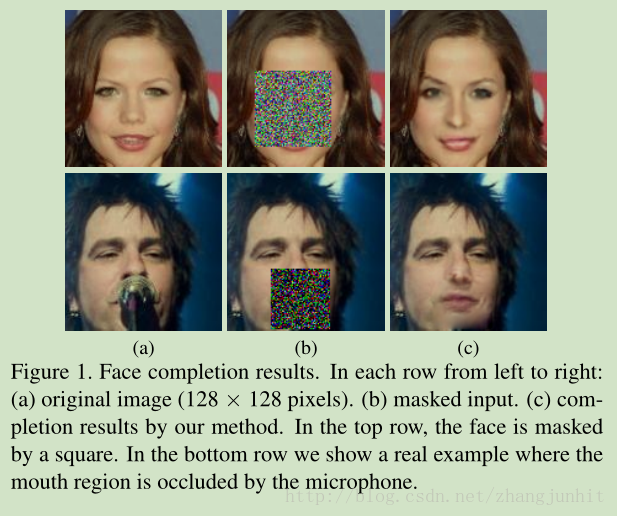 (a)
(b)
(c)
Figure 1. Face completion results. In each row from left to right:
(a) original image (128 × 128 pixels). (b) masked input. (c) com-
pletion results by our method. In the top row, the face is masked
by a square. In the bottom row we show a real example where the
mouth region is occluded by the microphone.
http://blog.csdn.net/zhangjunhit